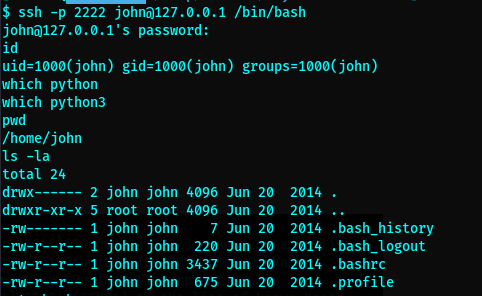 $ ssh -p 2222 john@127.0.0.1 /bin/bash
john@127.0.0.1's password:
id
uid=1000(john) gid=1000(john) groups=1000(john)
which python
which python3
pwd
/home/john
ls -la
total 24
drwx------ 2 john john 4096 Jun 20  2014 .
drwxr-xr-x 5 root root 4096 Jun 20  2014 ..
-rw------- 1 john john    7 Jun 20  2014 .bash_history
-rw-r--r-- 1 john john  220 Jun 20  2014 .bash_logout
-rw-r--r-- 1 john john 3437 Jun 20  2014 .bashrc
-rw-r--r-- 1 john john  675 Jun 20  2014 .profile